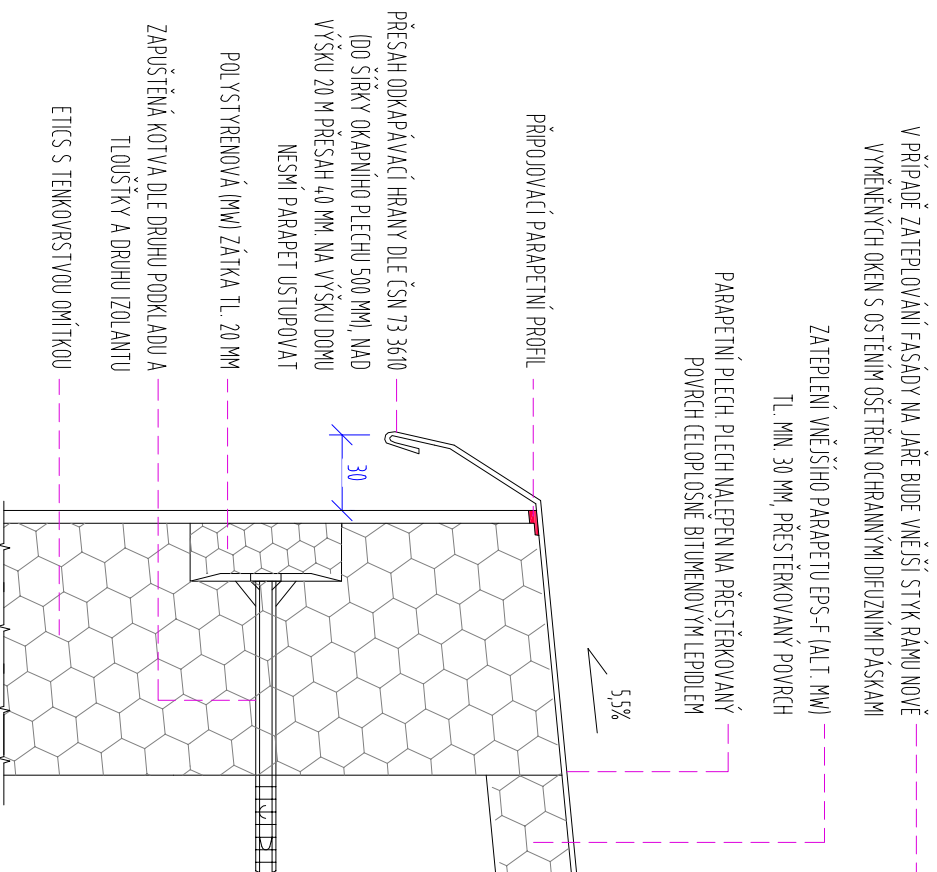 V PŘÍPADĚ ZATEPLOVÁNÍ FASÁDY NA JAŘE BUDE VNĚJŠÍ STYK RÁMU NOVĚ
VYMĚNĚNÝCH OKEN S OSTĚNÍM OŠETŘEN OCHRANNÝMI DIFUZNÍMI PÁSKAMI
ZATEPLENÍ VNĚJŠÍHO PARAPETU EPS-F (ALT. MW)
TL. MIN. 30 MM, PŘESTĚRKOVANÝ POVRCH
PARAPETNÍ PLECH. PLECH NALEPEN NA PŘESTĚRKOVANÝ
POVRCH CELOPLOŠNĚ BITUMENOVÝM LEPIDLEM
5,5%
PŘIPOJOVACÍ PARAPETNÍ PROFIL
PŘESAH ODKAPÁVACÍ HRANY DLE ČSN 73 3610
(DO ŠÍŘKY OKAPNÍHO PLECHU 500 MM), NAD
VÝŠKU 20 M PŘESAH 40 MM. NA VÝŠKU DOMU
NESMÍ PARAPET USTUPOVAT
30
POLYSTYRENOVÁ (MW) ZÁTKA TL. 20 MM
ZAPUŠTĚNÁ KOTVA DLE DRUHU PODKLADU A
TLOUŠŤKY A DRUHU IZOLANTU
ETICS S TENKOVRSTVOU OMÍTKOU